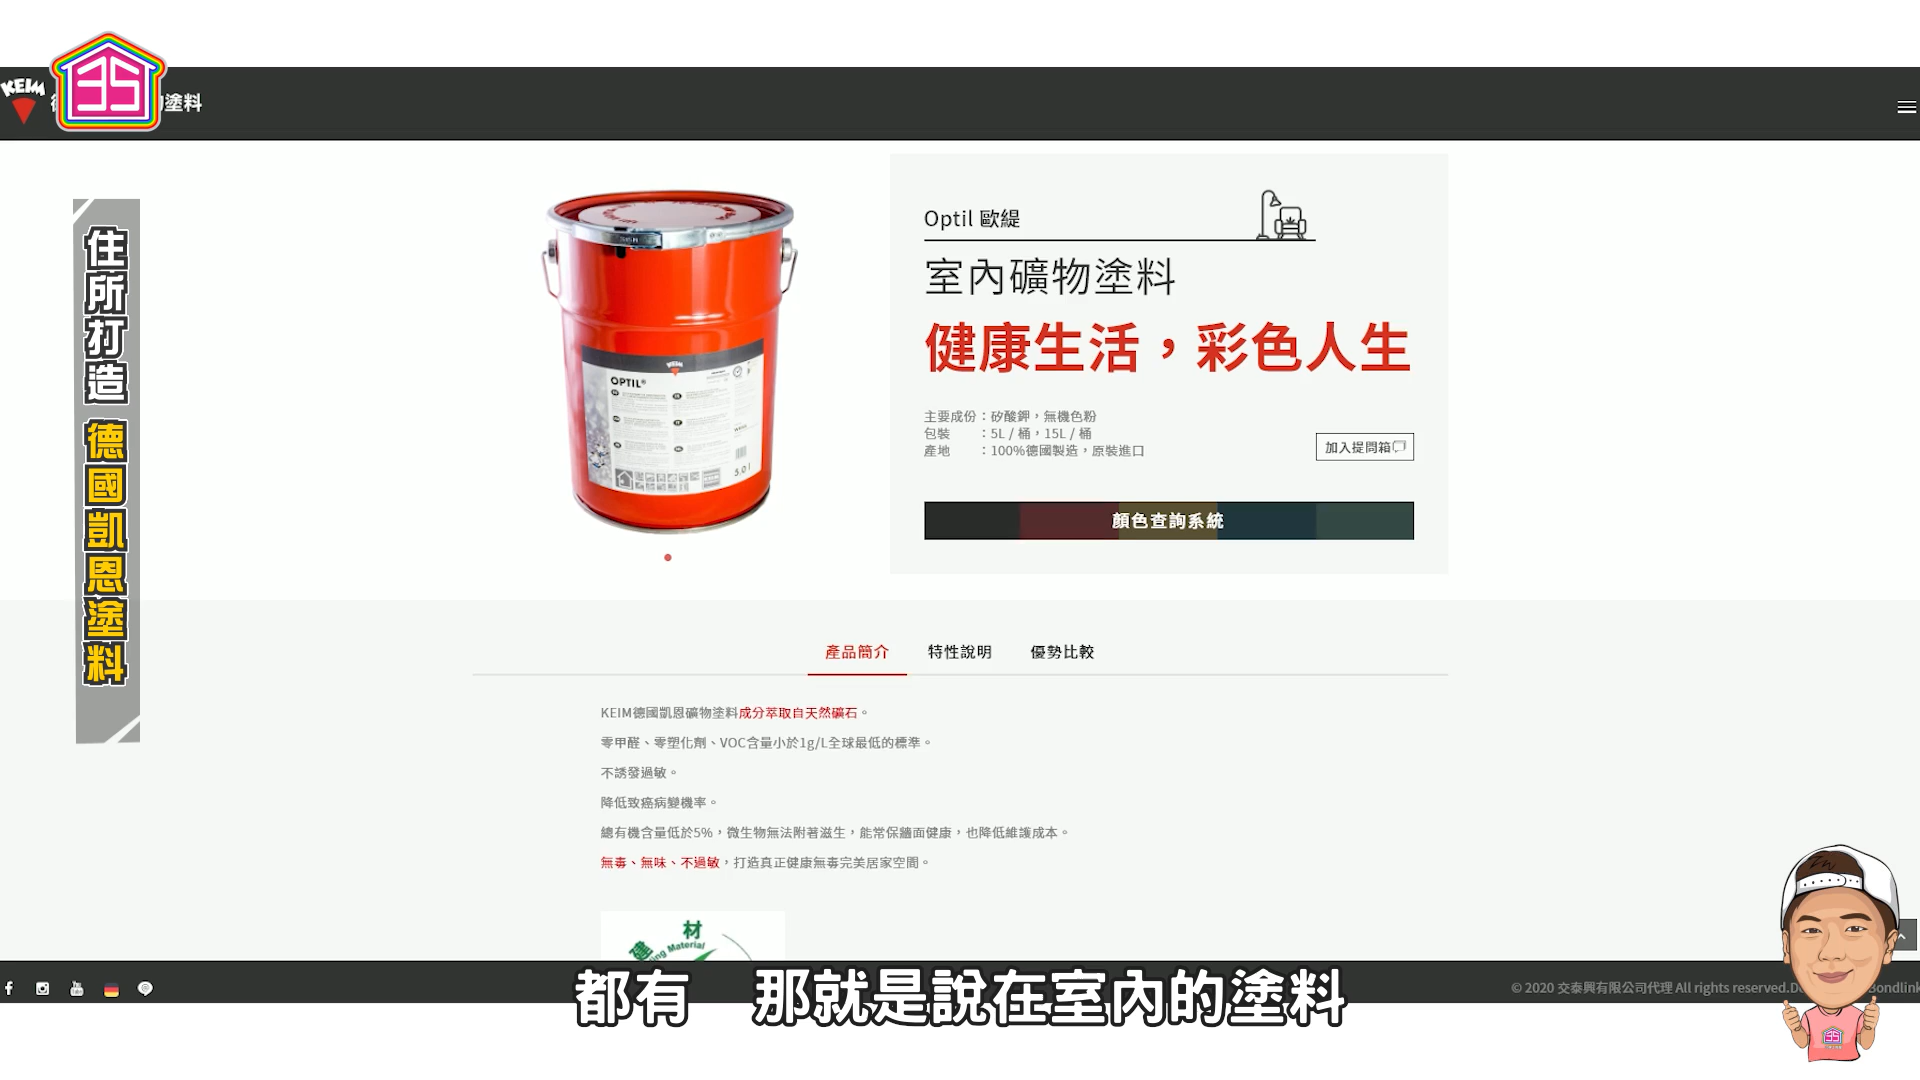 KEIM
塗料
35
住所打造 德國凱恩塗料
OPTIL®
5.0 l
Optil 歐緹
室內礦物塗料
健康生活，彩色人生
主要成份：矽酸鉀，無機色粉
包裝　　：5L / 桶，15L / 桶
產地　　：100%德國製造，原裝進口
加入提問箱
顏色查詢系統
產品簡介 特性說明 優勢比較
KEIM德國凱恩礦物塗料成分萃取自天然礦石。
零甲醛、零塑化劑、VOC含量小於1g/L全球最低的標準。
不誘發過敏。
降低致癌病變機率。
總有機含量低於5%，微生物無法附著滋生，能常保牆面健康，也降低維護成本。
無毒、無味、不過敏，打造真正健康無毒完美居家空間。
建材
Material
都有　那就是說在室內的塗料
© 2020 交泰興有限公司代理 All rights reserved.